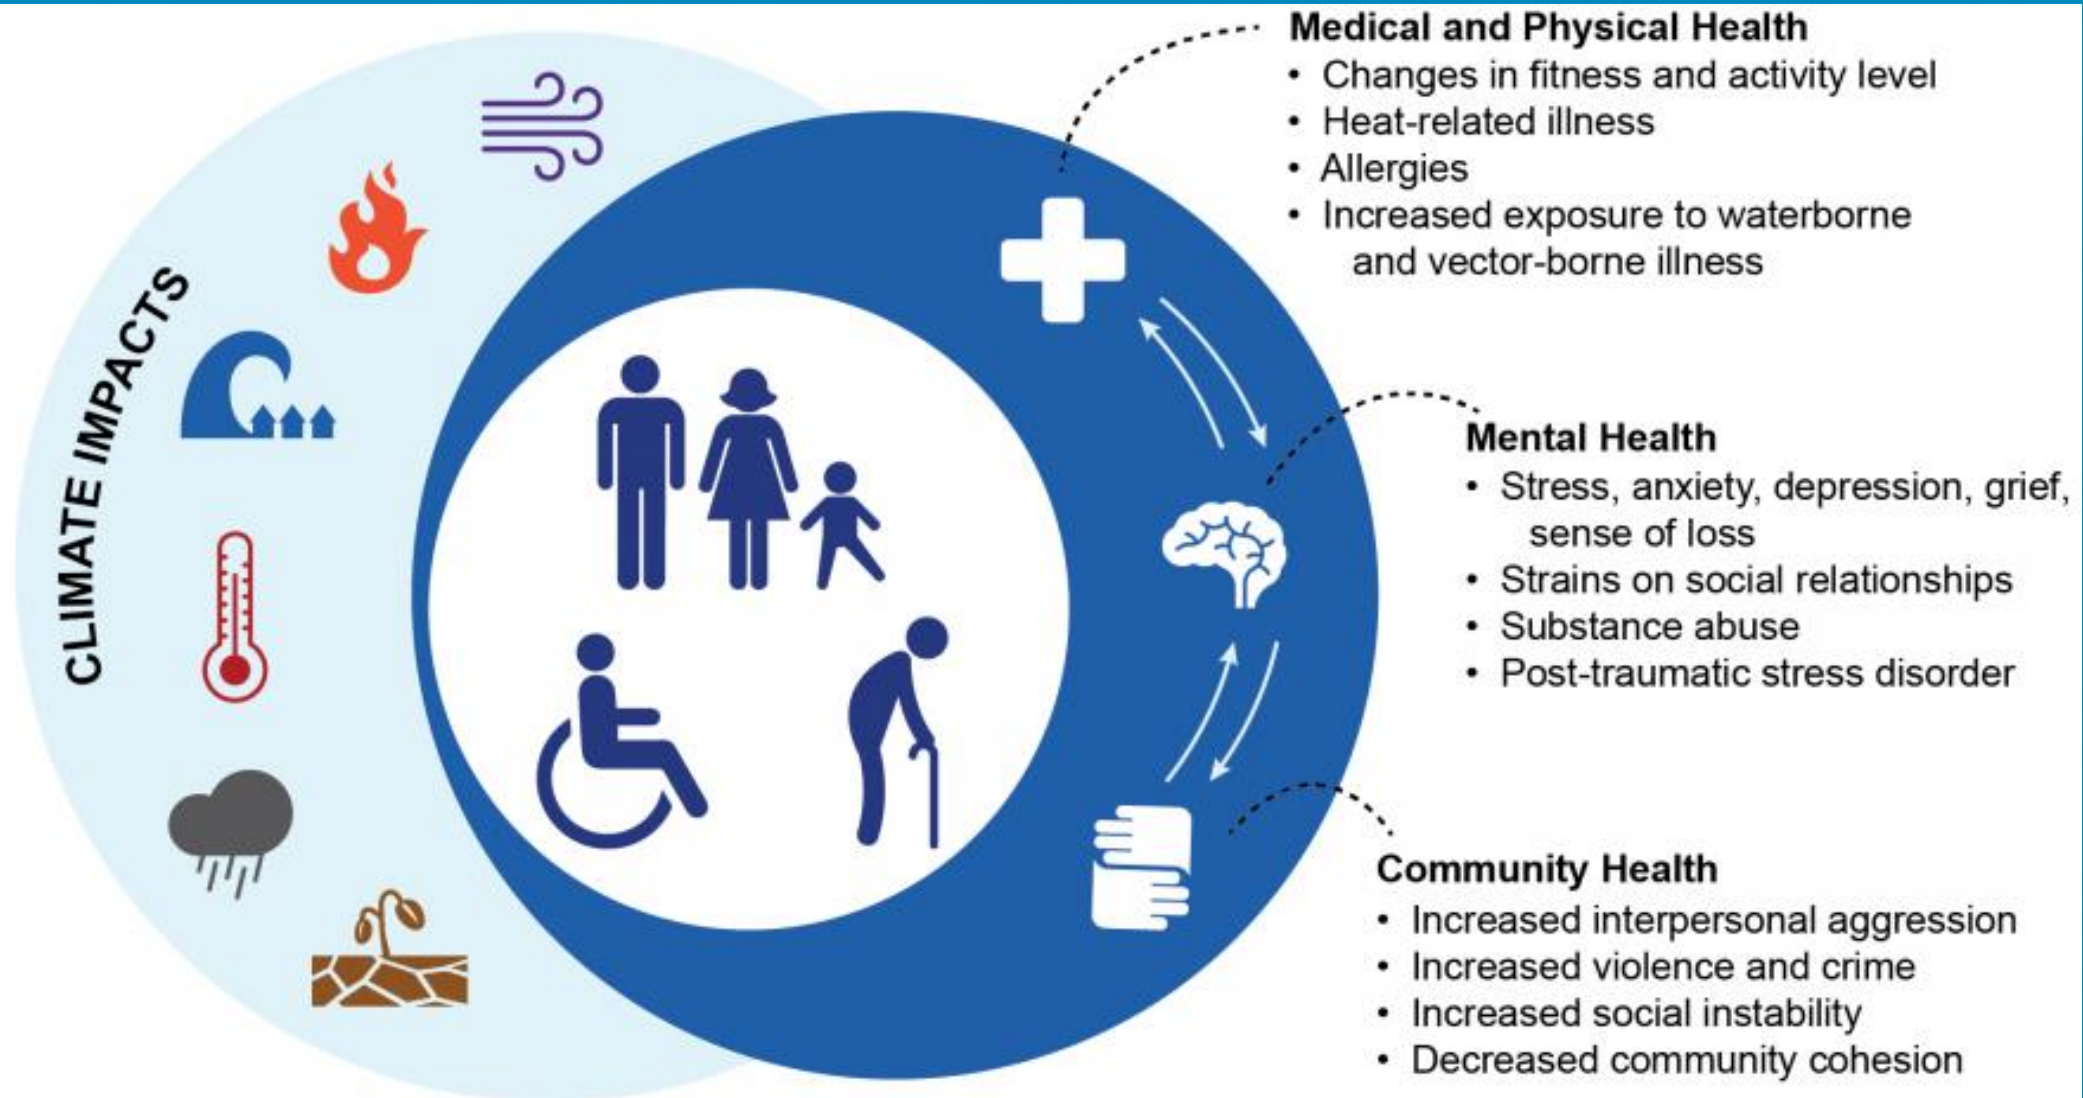 CLIMATE IMPACTS
Medical and Physical Health
• Changes in fitness and activity level
• Heat-related illness
• Allergies
• Increased exposure to waterborne
and vector-borne illness
Mental Health
• Stress, anxiety, depression, grief,
sense of loss
• Strains on social relationships
• Substance abuse
• Post-traumatic stress disorder
Community Health
• Increased interpersonal aggression
• Increased violence and crime
• Increased social instability
• Decreased community cohesion